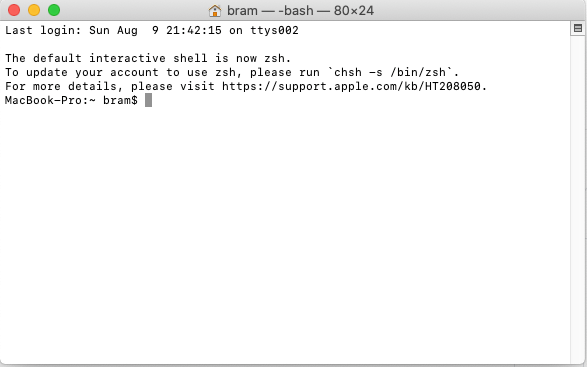 bram — -bash — 80×24
Last login: Sun Aug  9 21:42:15 on ttys002

The default interactive shell is now zsh.
To update your account to use zsh, please run `chsh -s /bin/zsh`.
For more details, please visit https://support.apple.com/kb/HT208050.
MacBook-Pro:~ bram$